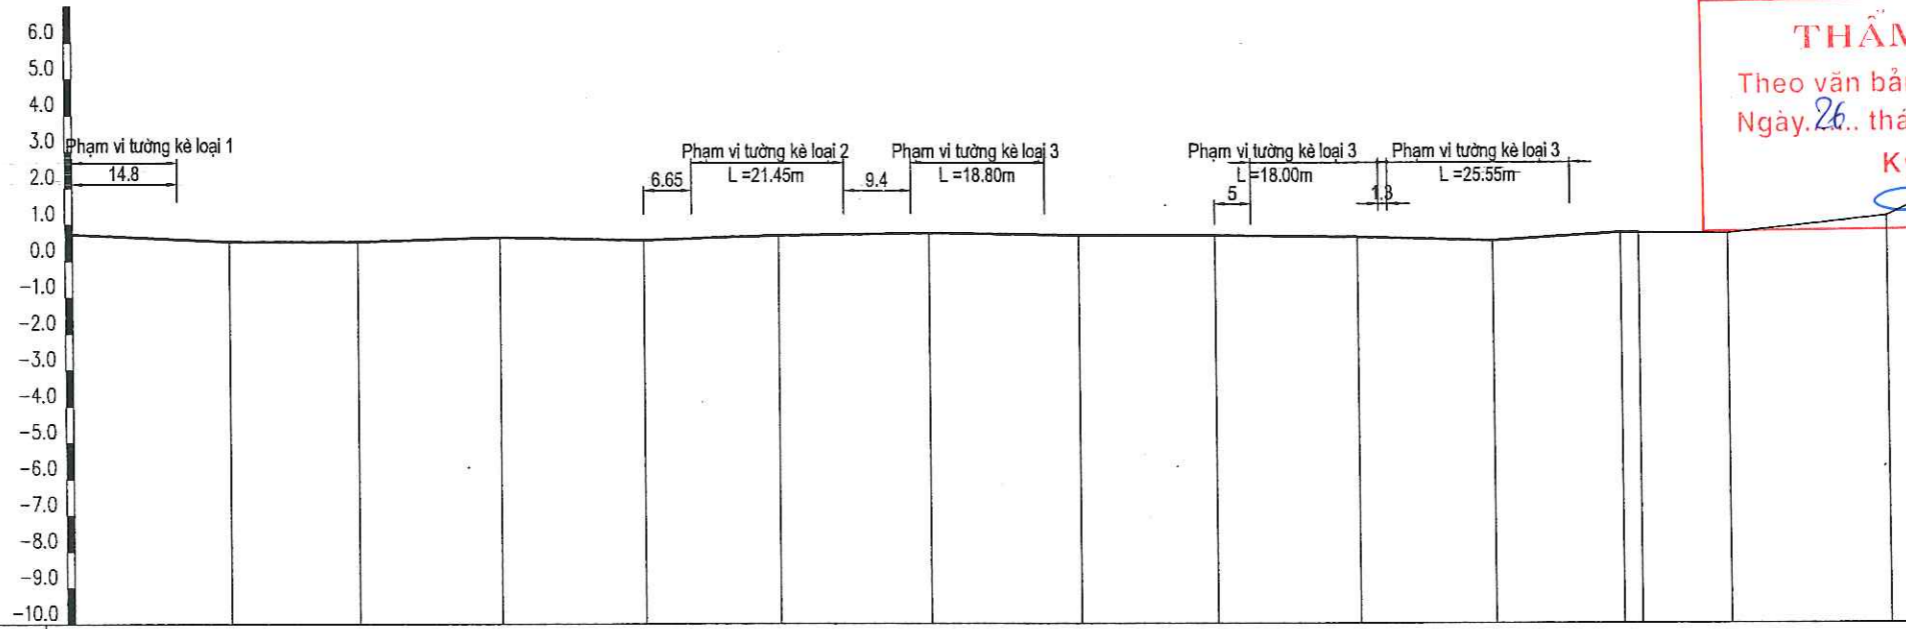 6.0
5.0
4.0
3.0
2.0
1.0
0.0
-1.0
-2.0
-3.0
-4.0
-5.0
-6.0
-7.0
-8.0
-9.0
-10.0
Phạm vi tường kè loại 1
14.8
6.65
Phạm vi tường kè loại 2
L =21.45m
9.4
Phạm vi tường kè loại 3
L =18.80m
Phạm vi tường kè loại 3
L =18.00m
5
1.3
Phạm vi tường kè loại 3
L =25.55m
THẨM
Theo văn bả
Ngày.26.. thá
K